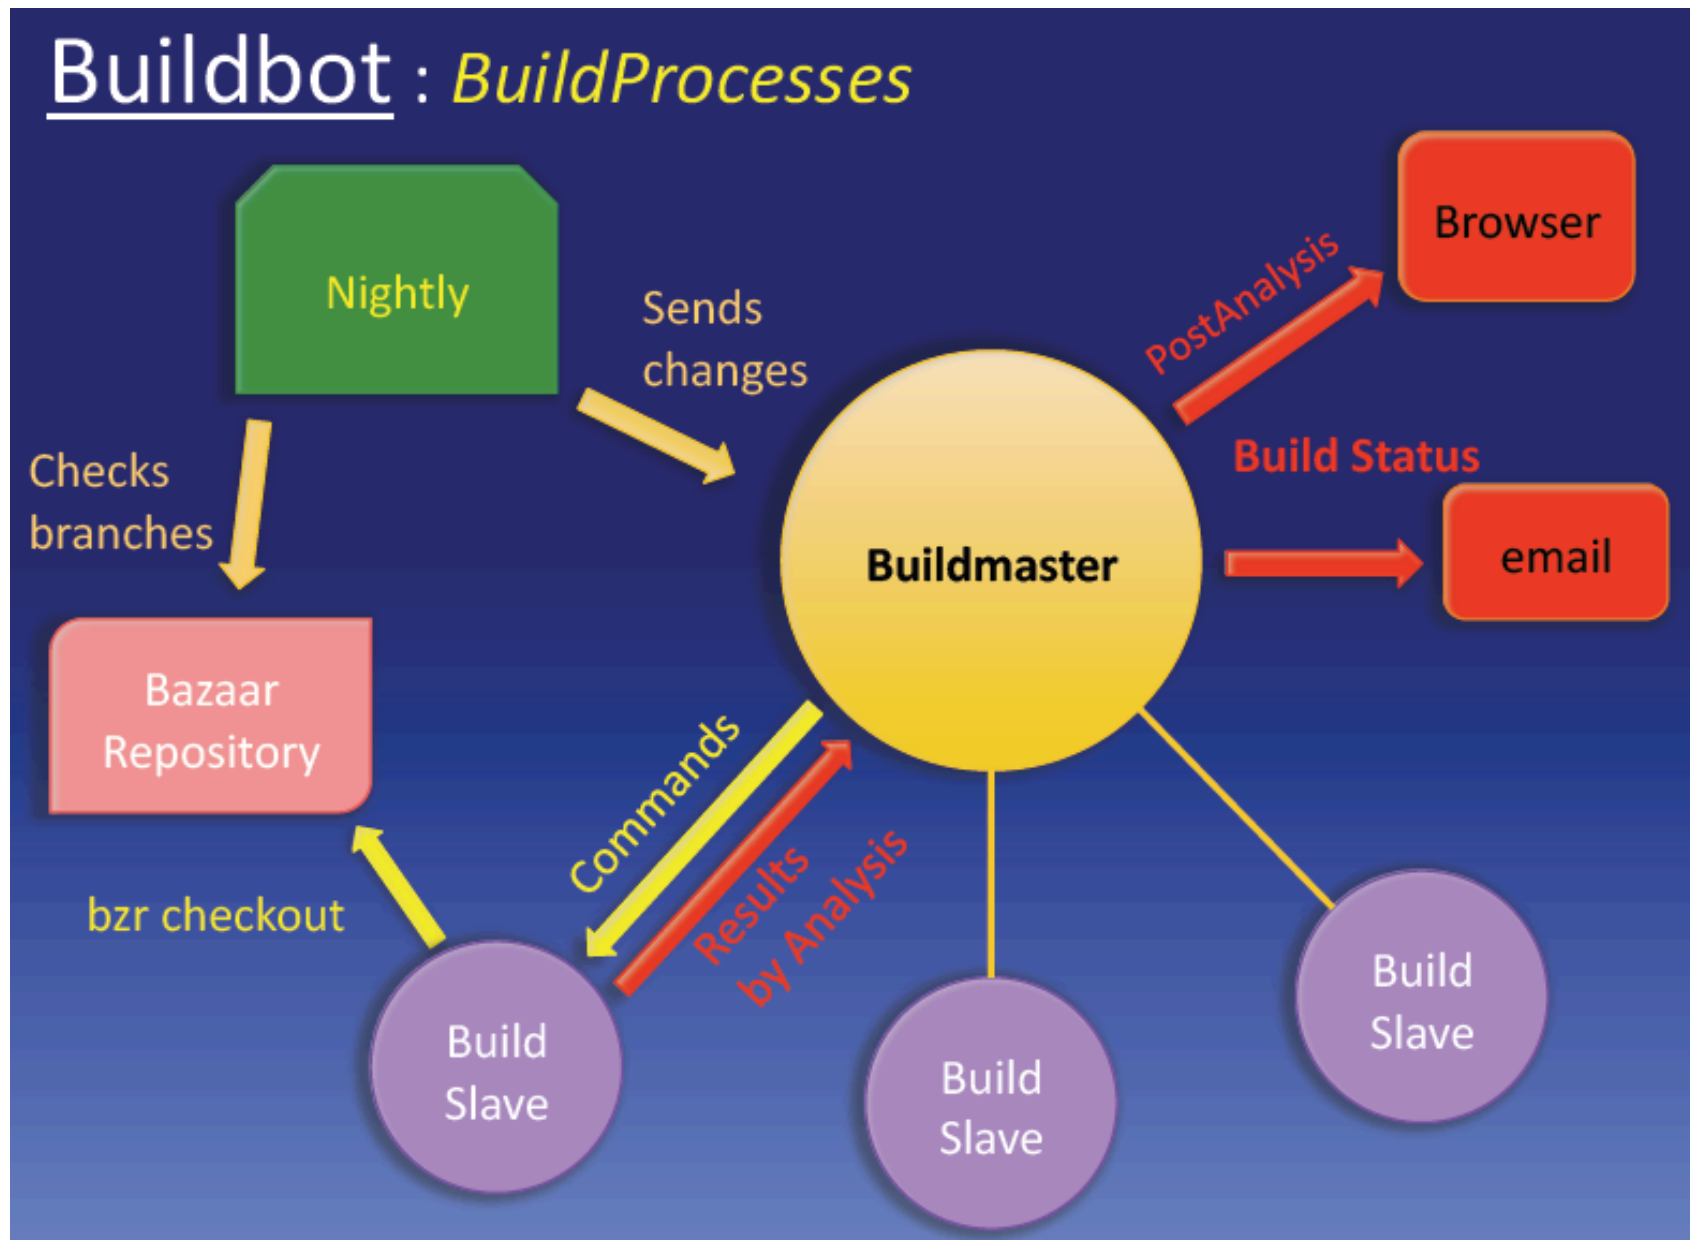 Buildbot : BuildProcesses
Nightly
Sends
changes
Checks
branches
Browser
PostAnalysis
Build Status
email
Buildmaster
Bazaar
Repository
Commands
Results
by Analysis
bzr checkout
Build
Slave
Build
Slave
Build
Slave